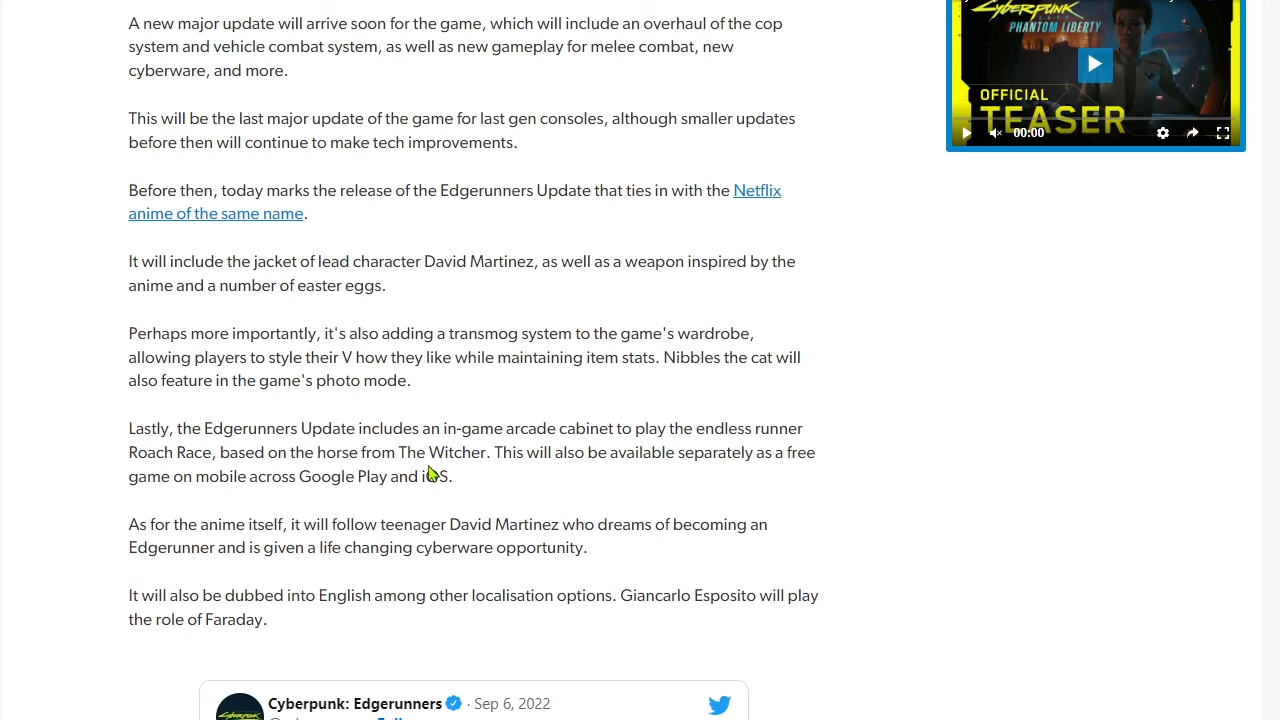 A new major update will arrive soon for the game, which will include an overhaul of the cop
system and vehicle combat system, as well as new gameplay for melee combat, new
cyberware, and more.
This will be the last major update of the game for last gen consoles, although smaller updates
before then will continue to make tech improvements.
Before then, today marks the release of the Edgerunners Update that ties in with the Netflix
anime of the same name.
It will include the jacket of lead character David Martinez, as well as a weapon inspired by the
anime and a number of easter eggs.
Perhaps more importantly, it's also adding a transmog system to the game's wardrobe,
allowing players to style their V how they like while maintaining item stats. Nibbles the cat will
also feature in the game's photo mode.
Lastly, the Edgerunners Update includes an in-game arcade cabinet to play the endless runner
Roach Race, based on the horse from The Witcher. This will also be available separately as a free
game on mobile across Google Play and iOS.
As for the anime itself, it will follow teenager David Martinez who dreams of becoming an
Edgerunner and is given a life changing cyberware opportunity.
It will also be dubbed into English among other localisation options. Giancarlo Esposito will play
the role of Faraday.
Cyberpunk: Edgerunners · Sep 6, 2022
CYBERPUNK
PHANTOM LIBERTY
OFFICIAL
TEASER
00:00